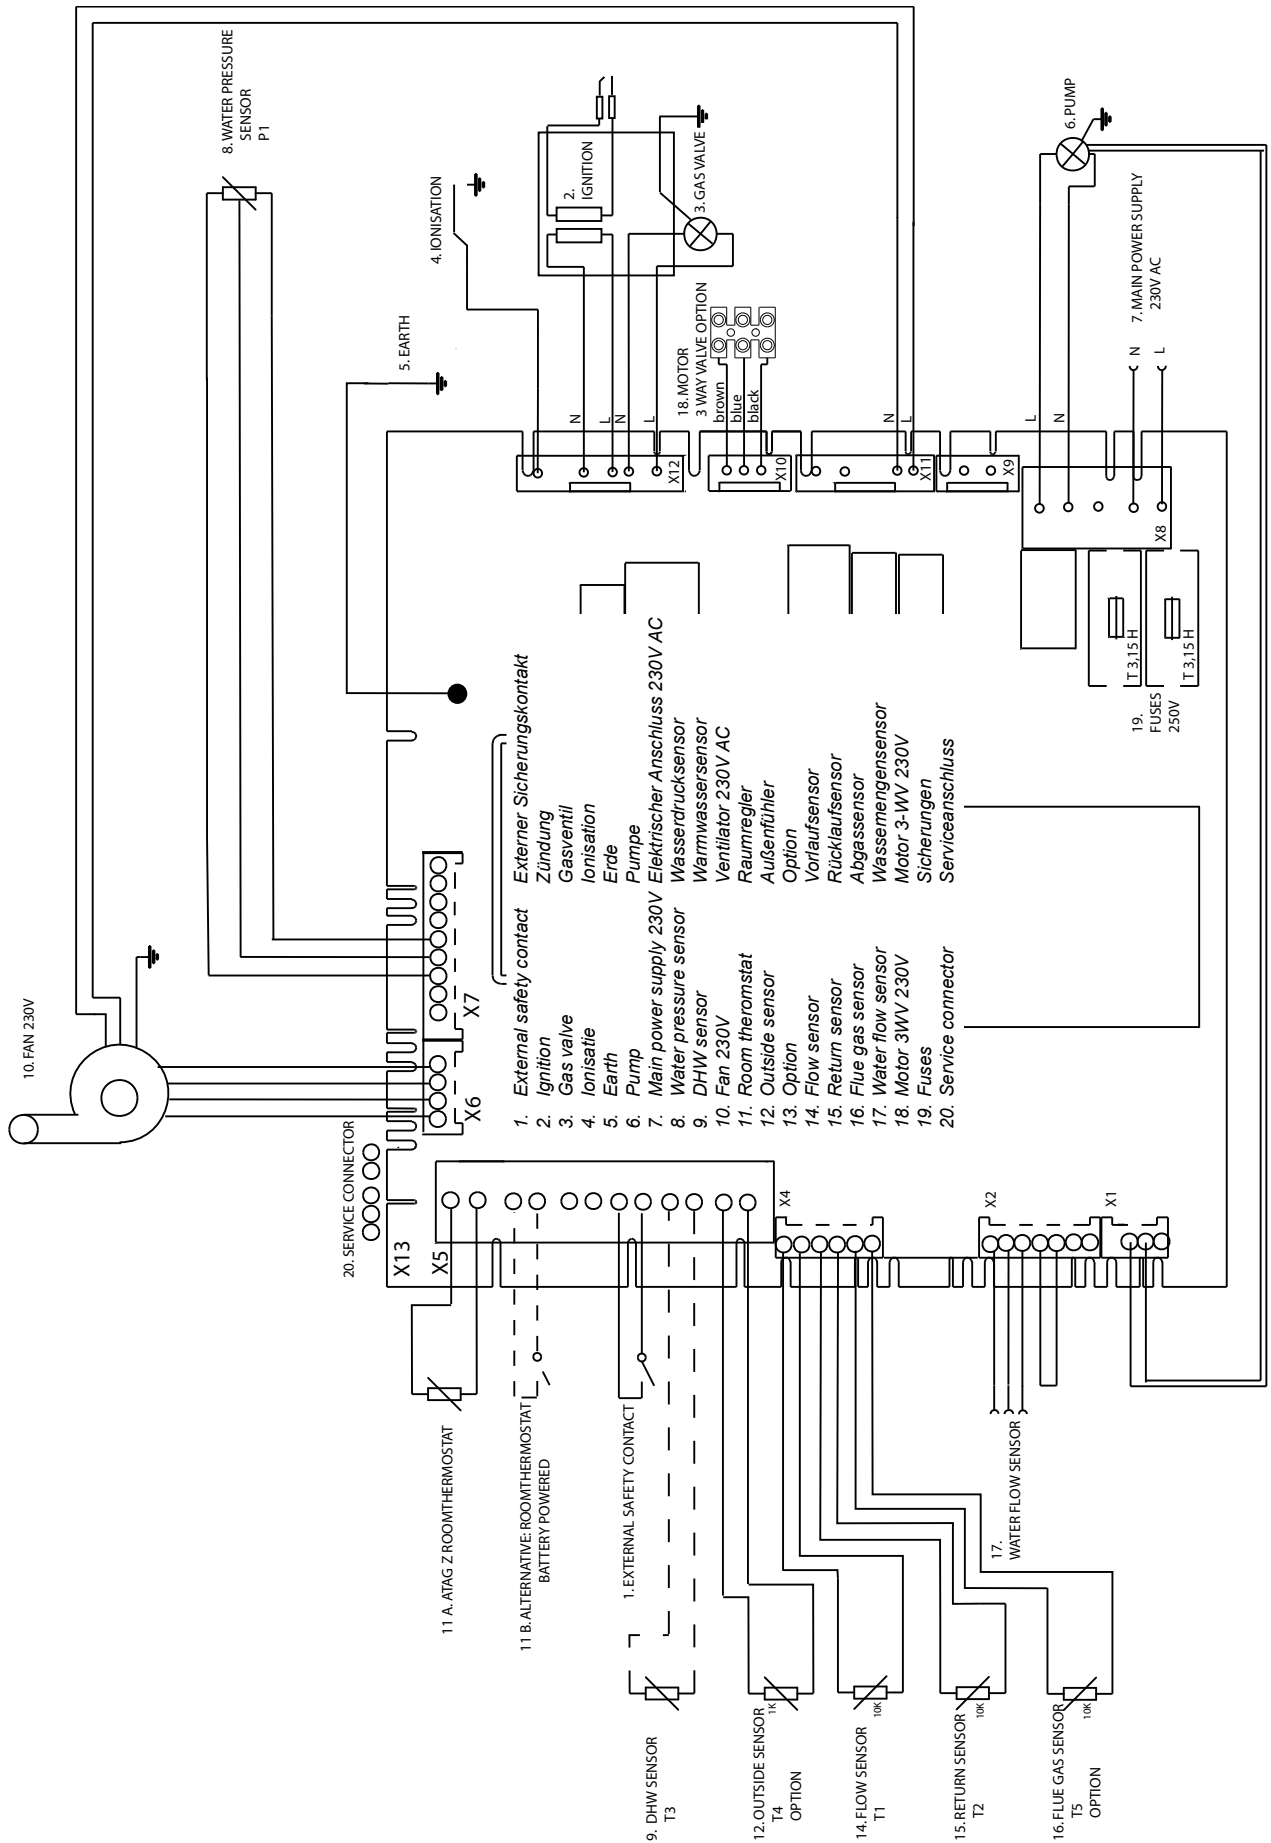 10. FAN 230V
8. WATER PRESSURE
SENSOR
P1
4. IONISATION
5. EARTH
2.
IGNITION
3. GAS VALVE
6. PUMP
7. MAIN POWER SUPPLY
230V AC
N
L
18. MOTOR
3 WAY VALVE OPTION
brown
blue
black
N
L
N
L
N
L
L
N
X12
X10
X11
X9
X8
T 3,15 H
T 3,15 H
19.
FUSES
250V
X7
X6
20. SERVICE CONNECTOR
X13
X5
X4
X2
X1
1. External safety contact Externer Sicherungskontakt
2. Ignition Zündung
3. Gas valve Gasventil
4. Ionisatie Ionisation
5. Earth Erde
6. Pump Pumpe
7. Main power supply 230V Elektrischer Anschluss 230V AC
8. Water pressure sensor Wasserdrucksensor
9. DHW sensor Warmwassersensor
10. Fan 230V Ventilator 230V AC
11. Room theromstat Raumregler
12. Outside sensor Außenfühler
13. Option Option
14. Flow sensor Vorlaufsensor
15. Return sensor Rücklaufsensor
16. Flue gas sensor Abgassensor
17. Water flow sensor Wassemengensensor
18. Motor 3WV 230V Motor 3-WV 230V
19. Fuses Sicherungen
20. Service connector Serviceanschluss
11 A. ATAG Z ROOMTHERMOSTAT
11 B. ALTERNATIVE: ROOMTHERMOSTAT
BATTERY POWERED
1. EXTERNAL SAFETY CONTACT
17.
WATER FLOW SENSOR
9. DHW SENSOR
T3
12. OUTSIDE SENSOR
T4
OPTION
1K
14. FLOW SENSOR
T1
10K
15. RETURN SENSOR
T2
10K
16. FLUE GAS SENSOR
T5
OPTION
10K